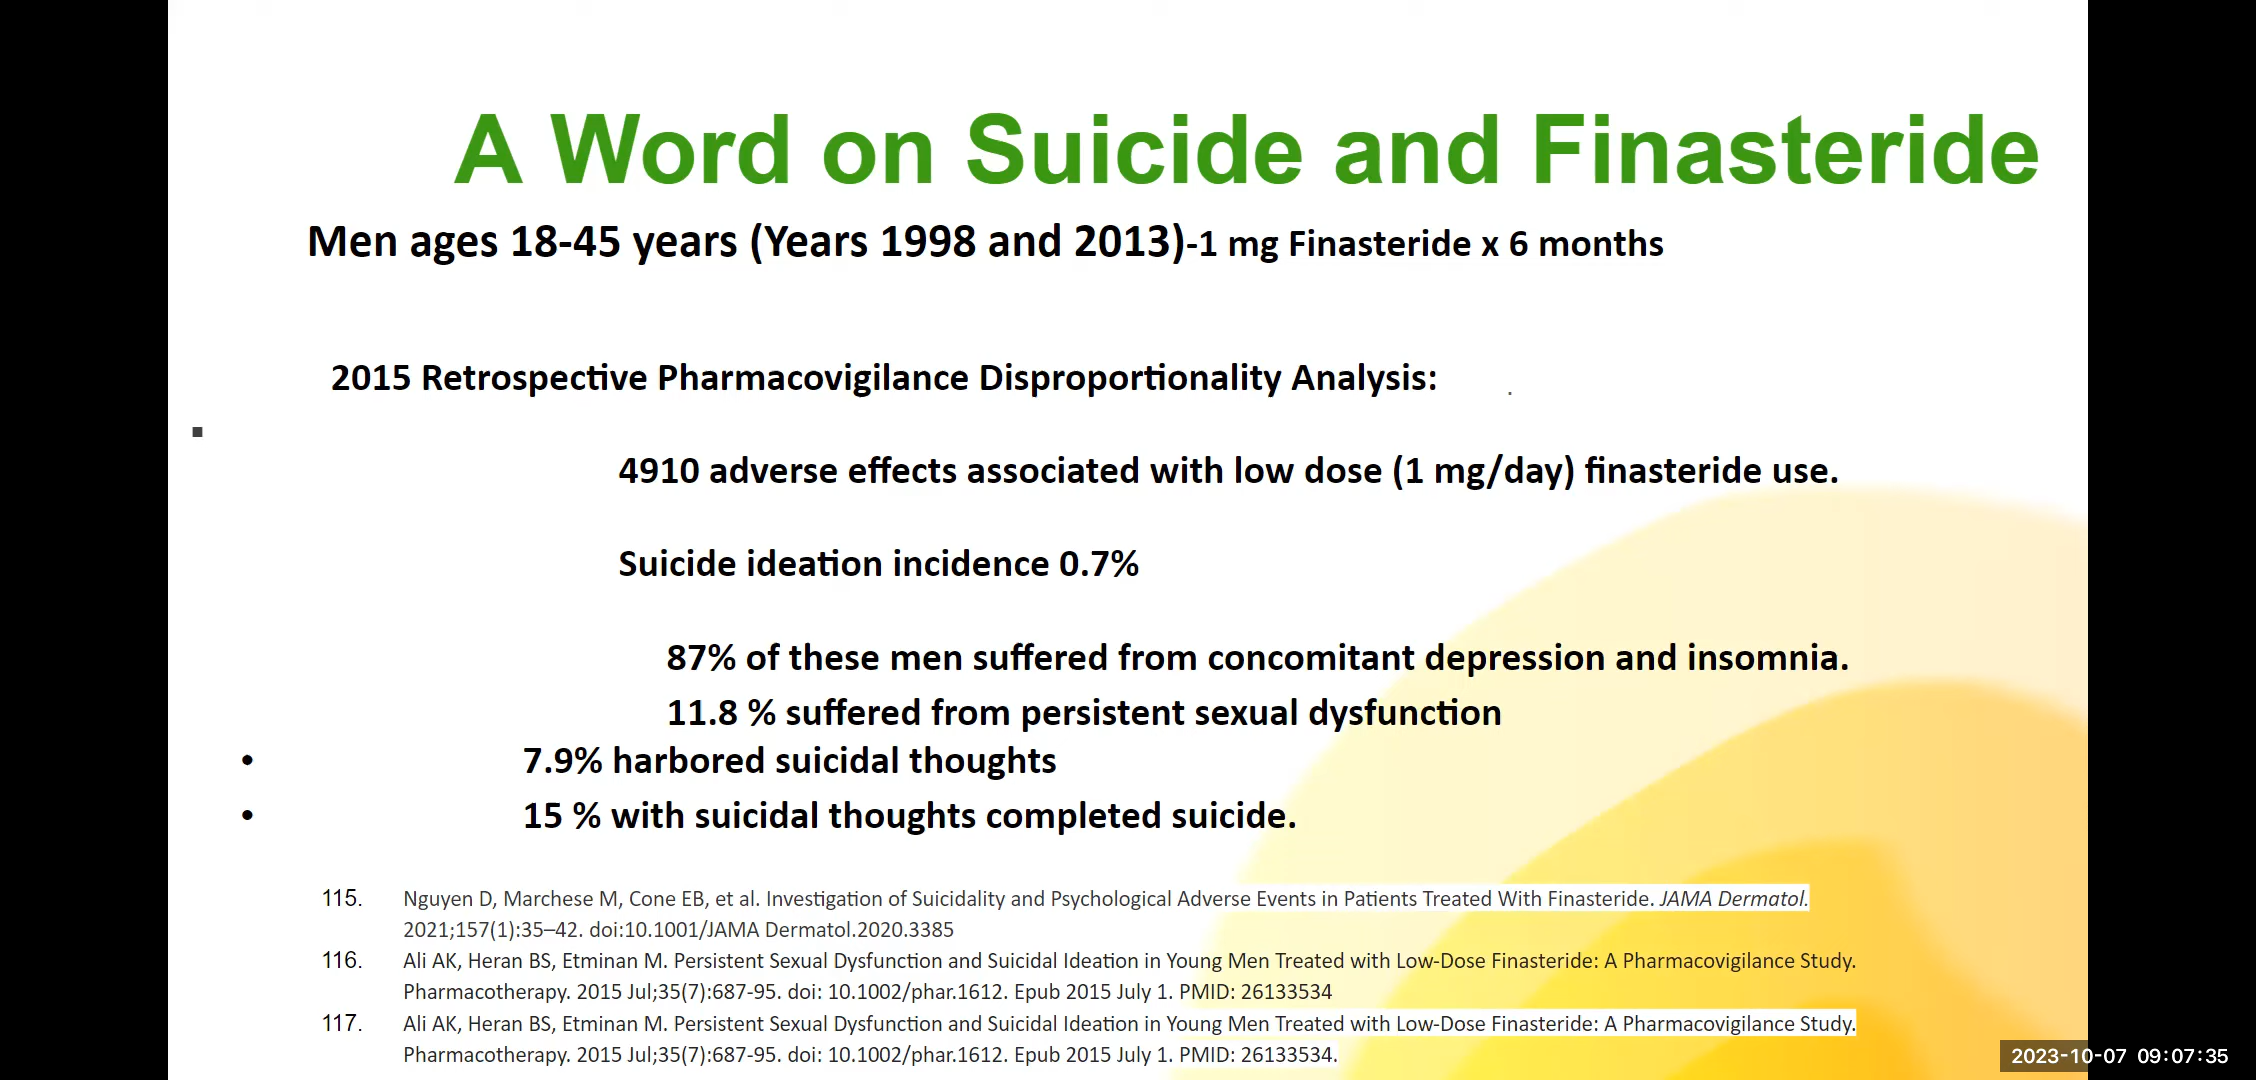 A Word on Suicide and Finasteride
Men ages 18-45 years (Years 1998 and 2013)-1 mg Finasteride x 6 months
2015 Retrospective Pharmacovigilance Disproportionality Analysis:
4910 adverse effects associated with low dose (1 mg/day) finasteride use.
Suicide ideation incidence 0.7%
87% of these men suffered from concomitant depression and insomnia.
11.8 % suffered from persistent sexual dysfunction
• 7.9% harbored suicidal thoughts
• 15 % with suicidal thoughts completed suicide.
115. Nguyen D, Marchese M, Cone EB, et al. Investigation of Suicidality and Psychological Adverse Events in Patients Treated With Finasteride. JAMA Dermatol.
2021;157(1):35–42. doi:10.1001/JAMA Dermatol.2020.3385
116. Ali AK, Heran BS, Etminan M. Persistent Sexual Dysfunction and Suicidal Ideation in Young Men Treated with Low-Dose Finasteride: A Pharmacovigilance Study.
Pharmacotherapy. 2015 Jul;35(7):687-95. doi: 10.1002/phar.1612. Epub 2015 July 1. PMID: 26133534
117. Ali AK, Heran BS, Etminan M. Persistent Sexual Dysfunction and Suicidal Ideation in Young Men Treated with Low-Dose Finasteride: A Pharmacovigilance Study.
Pharmacotherapy. 2015 Jul;35(7):687-95. doi: 10.1002/phar.1612. Epub 2015 July 1. PMID: 26133534.
2023-10-07 09:07:35